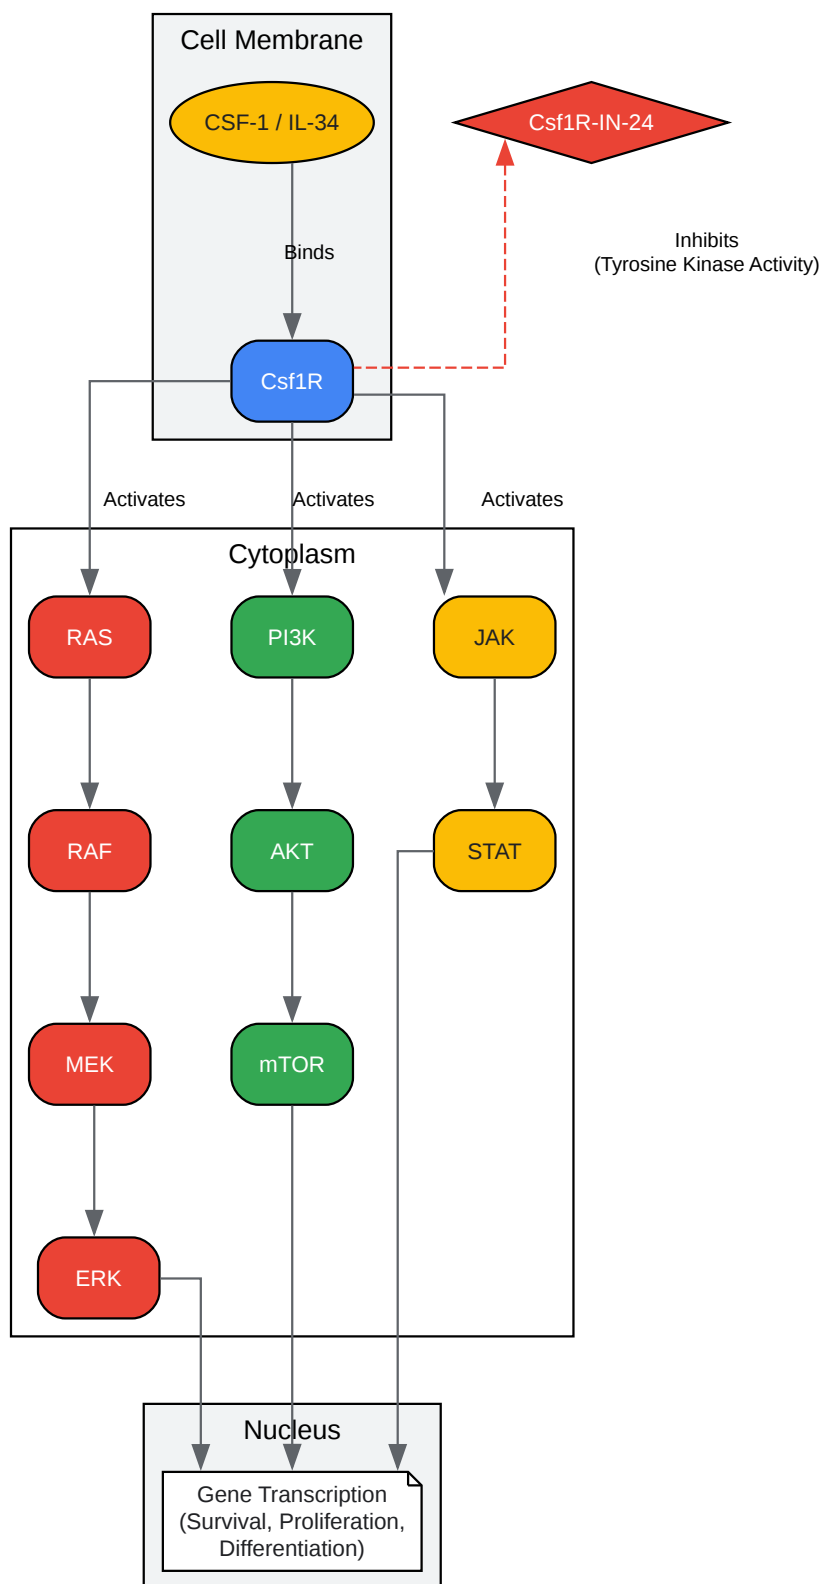 Cell Membrane
CSF-1 / IL-34
Csf1R-IN-24
Inhibits
(Tyrosine Kinase Activity)
Binds
Csf1R
Activates
Activates
Activates
Cytoplasm
RAS
PI3K
JAK
RAF
AKT
STAT
MEK
mTOR
ERK
Nucleus
Gene Transcription
(Survival, Proliferation,
Differentiation)